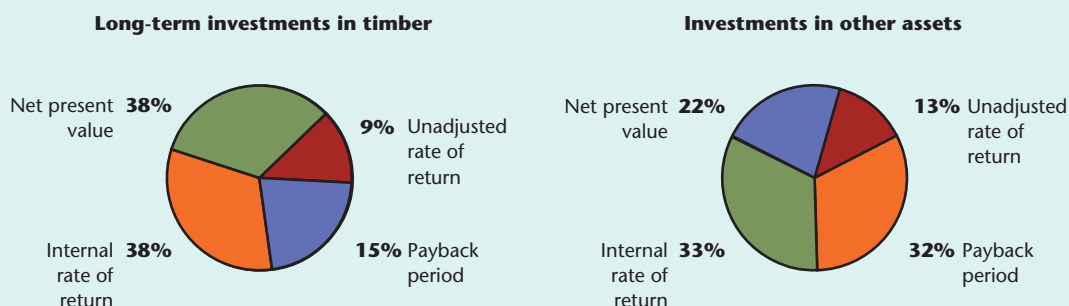 Long-term investments in timber
Net present 38%
value
9% Unadjusted
rate of
return
Internal 38%
rate of
return
15% Payback
period
Investments in other assets
Net present 22%
value
13% Unadjusted
rate of
return
Internal 33%
rate of
return
32% Payback
period